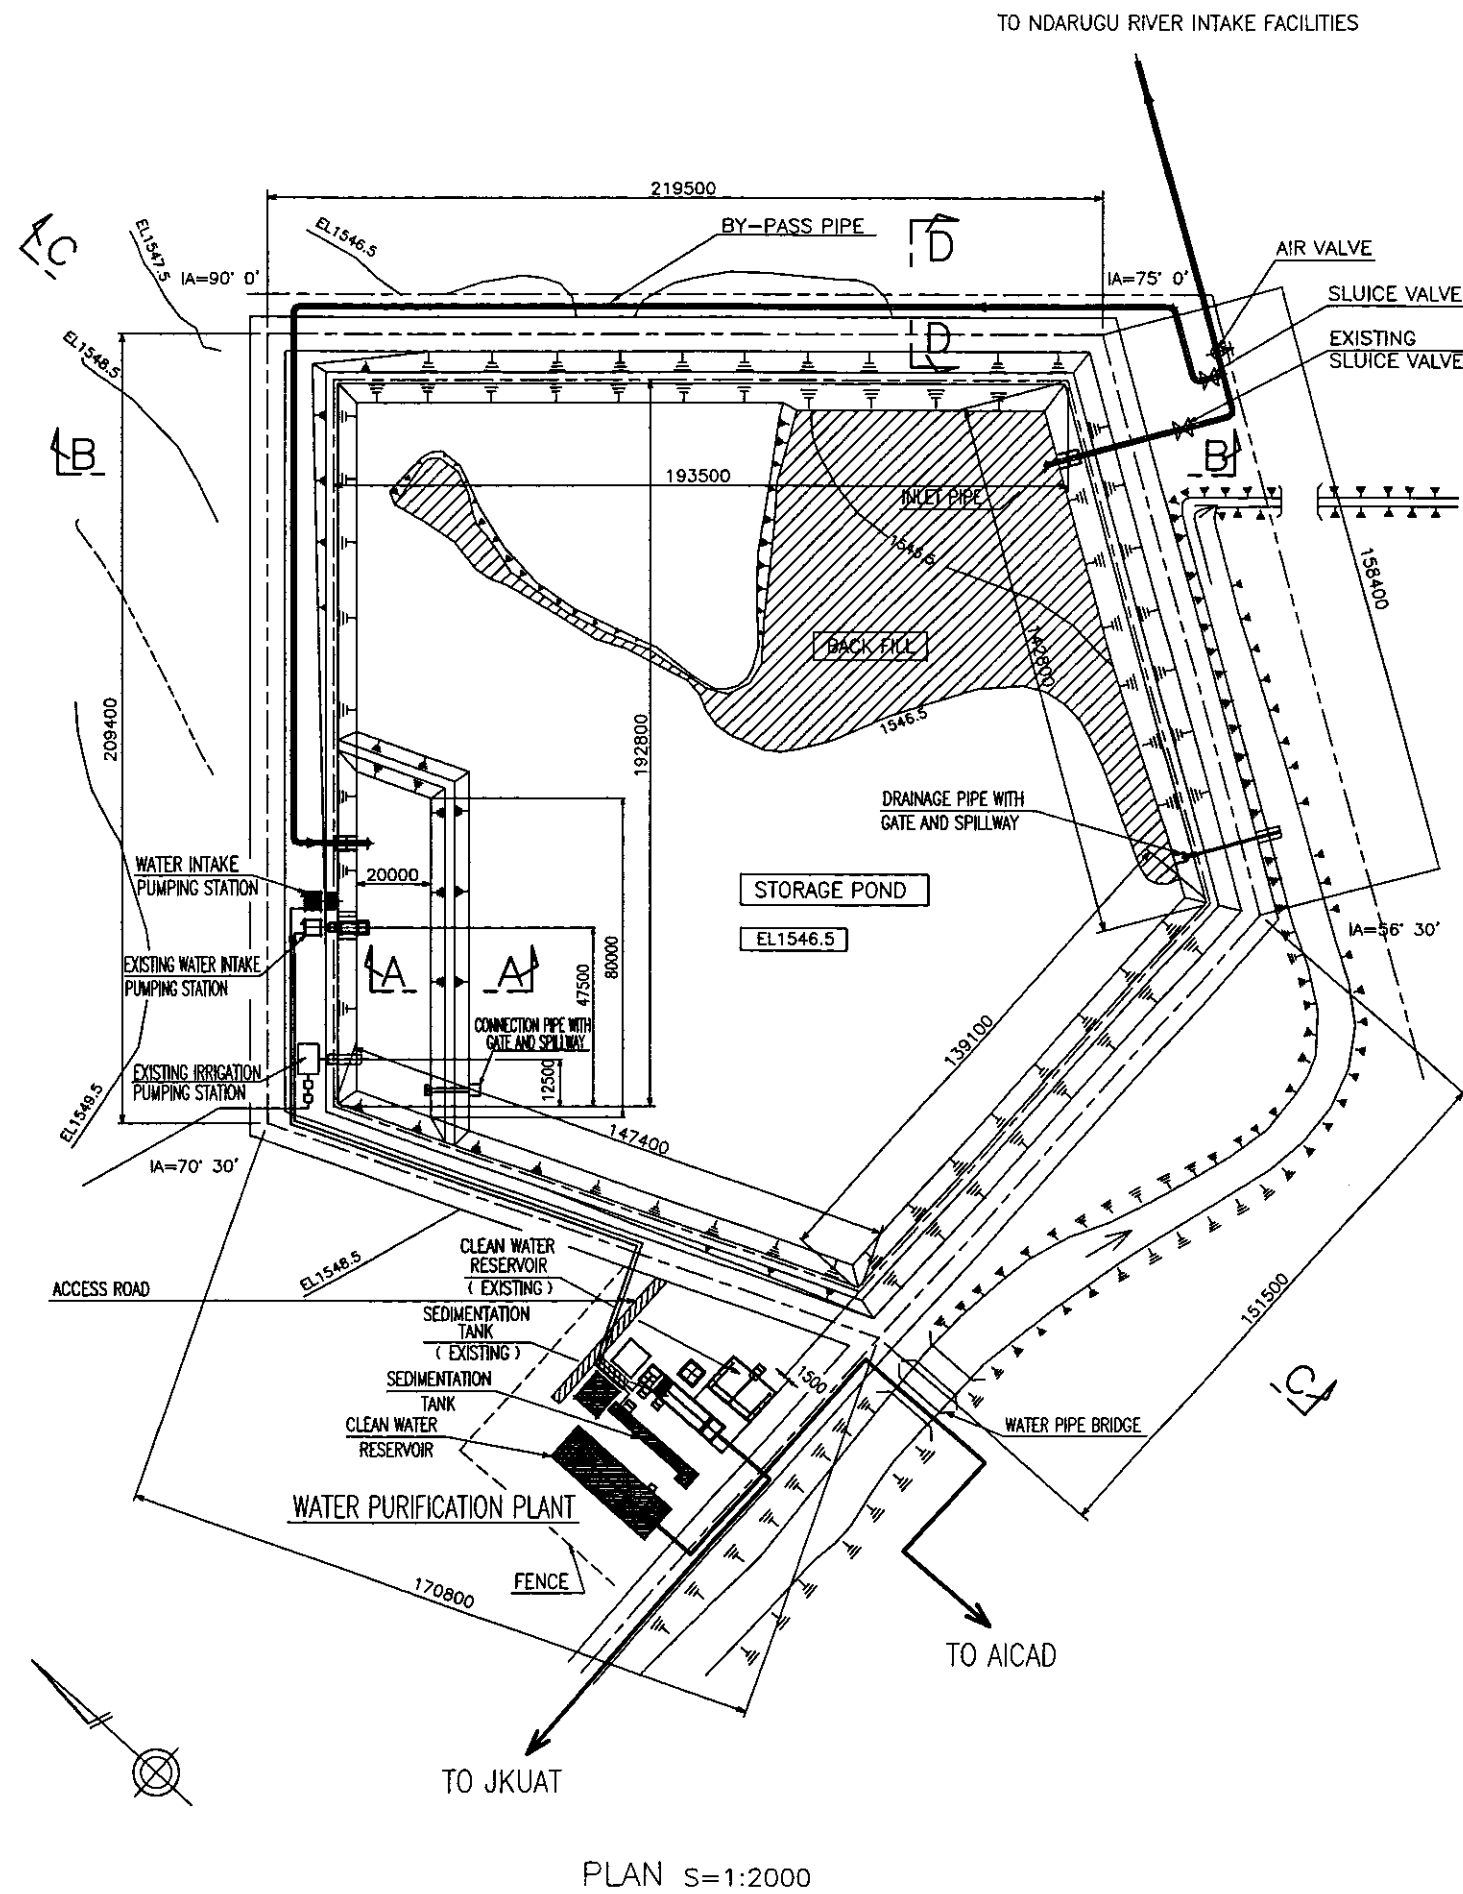 TO NDARUGU RIVER INTAKE FACILITIES
219500
BY-PASS PIPE
EL1546.5
EL1547.5
C
D
IA=90° 0'
IA=75° 0'
AIR VALVE
SLUICE VALVE
EXISTING
SLUICE VALVE
D
EL1548.5
B
B
193500
INLET PIPE
1546.5
158400
BACK FILL
142800
1546.5
209400
192800
DRAINAGE PIPE WITH
GATE AND SPILLWAY
WATER INTAKE
PUMPING STATION
20000
STORAGE POND
EL1546.5
IA=56° 30'
EXISTING WATER INTAKE
PUMPING STATION
A
A
47500
80000
CONNECTION PIPE WITH
GATE AND SPILLWAY
139100
EXISTING IRRIGATION
PUMPING STATION
12500
EL1549.5
147400
IA=70° 30'
CLEAN WATER
RESERVOIR
( EXISTING )
EL1548.5
ACCESS ROAD
SEDIMENTATION
TANK
( EXISTING )
151500
SEDIMENTATION
TANK
1500
C
CLEAN WATER
RESERVOIR
WATER PIPE BRIDGE
WATER PURIFICATION PLANT
FENCE
170800
TO AICAD
TO JKUAT
PLAN S=1:2000